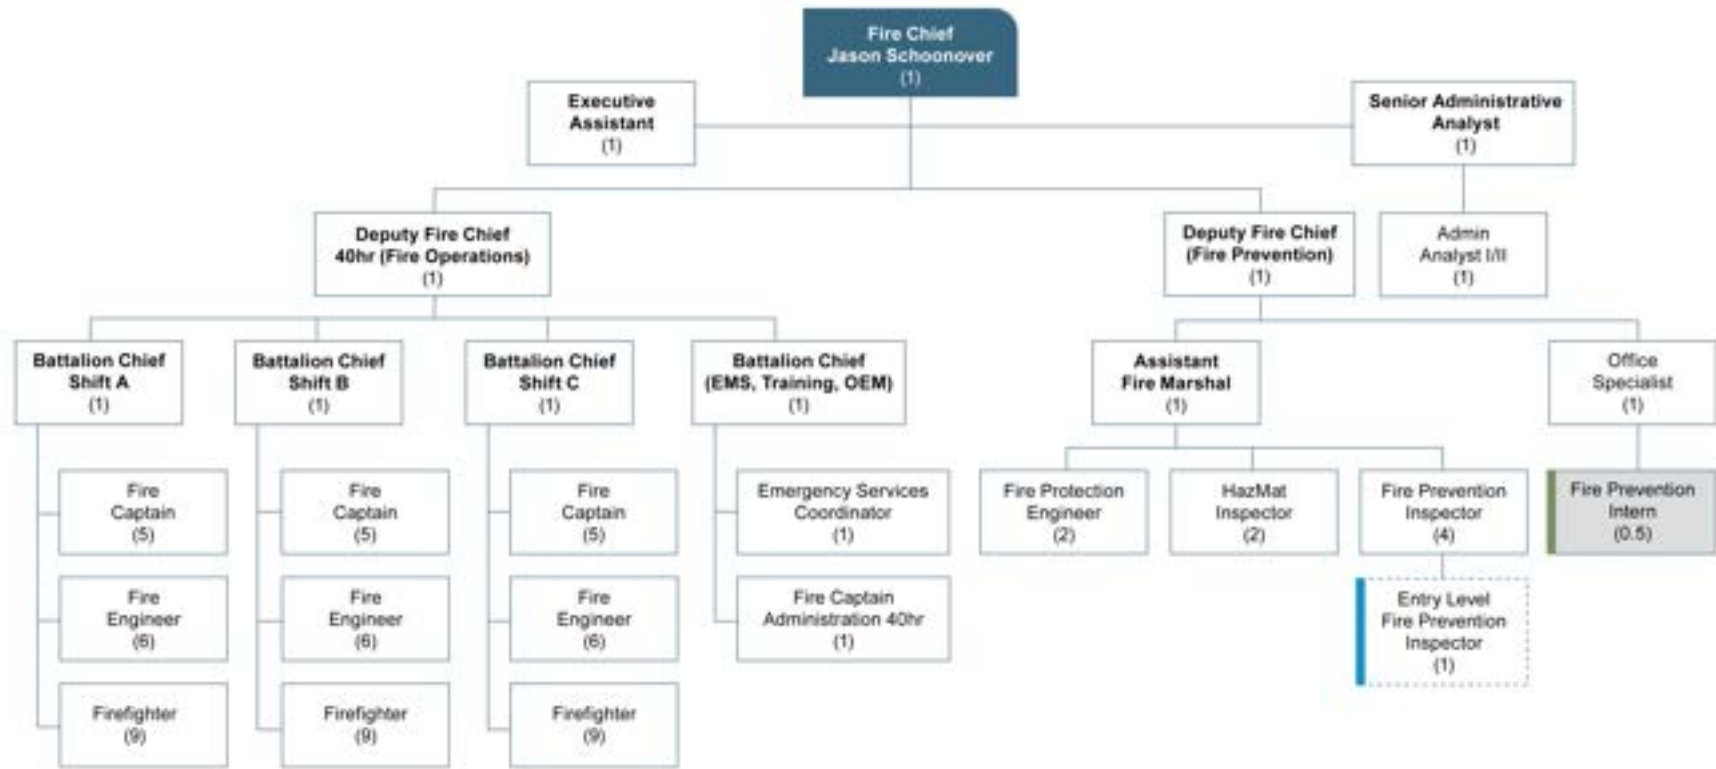 Fire Chief
Jason Schoonover
(1)
Executive
Assistant
(1)
Senior Administrative
Analyst
(1)
Deputy Fire Chief
40hr (Fire Operations)
(1)
Deputy Fire Chief
(Fire Prevention)
(1)
Admin
Analyst I/II
(1)
Battalion Chief
Shift A
(1)
Battalion Chief
Shift B
(1)
Battalion Chief
Shift C
(1)
Battalion Chief
(EMS, Training, OEM)
(1)
Assistant
Fire Marshal
(1)
Office
Specialist
(1)
Fire
Captain
(5)
Fire
Captain
(5)
Fire
Captain
(5)
Emergency Services
Coordinator
(1)
Fire Protection
Engineer
(2)
HazMat
Inspector
(2)
Fire Prevention
Inspector
(4)
Fire Prevention
Intern
(0.5)
Fire
Engineer
(6)
Fire
Engineer
(6)
Fire
Engineer
(6)
Fire Captain
Administration 40hr
(1)
Entry Level
Fire Prevention
Inspector
(1)
Firefighter
(9)
Firefighter
(9)
Firefighter
(9)